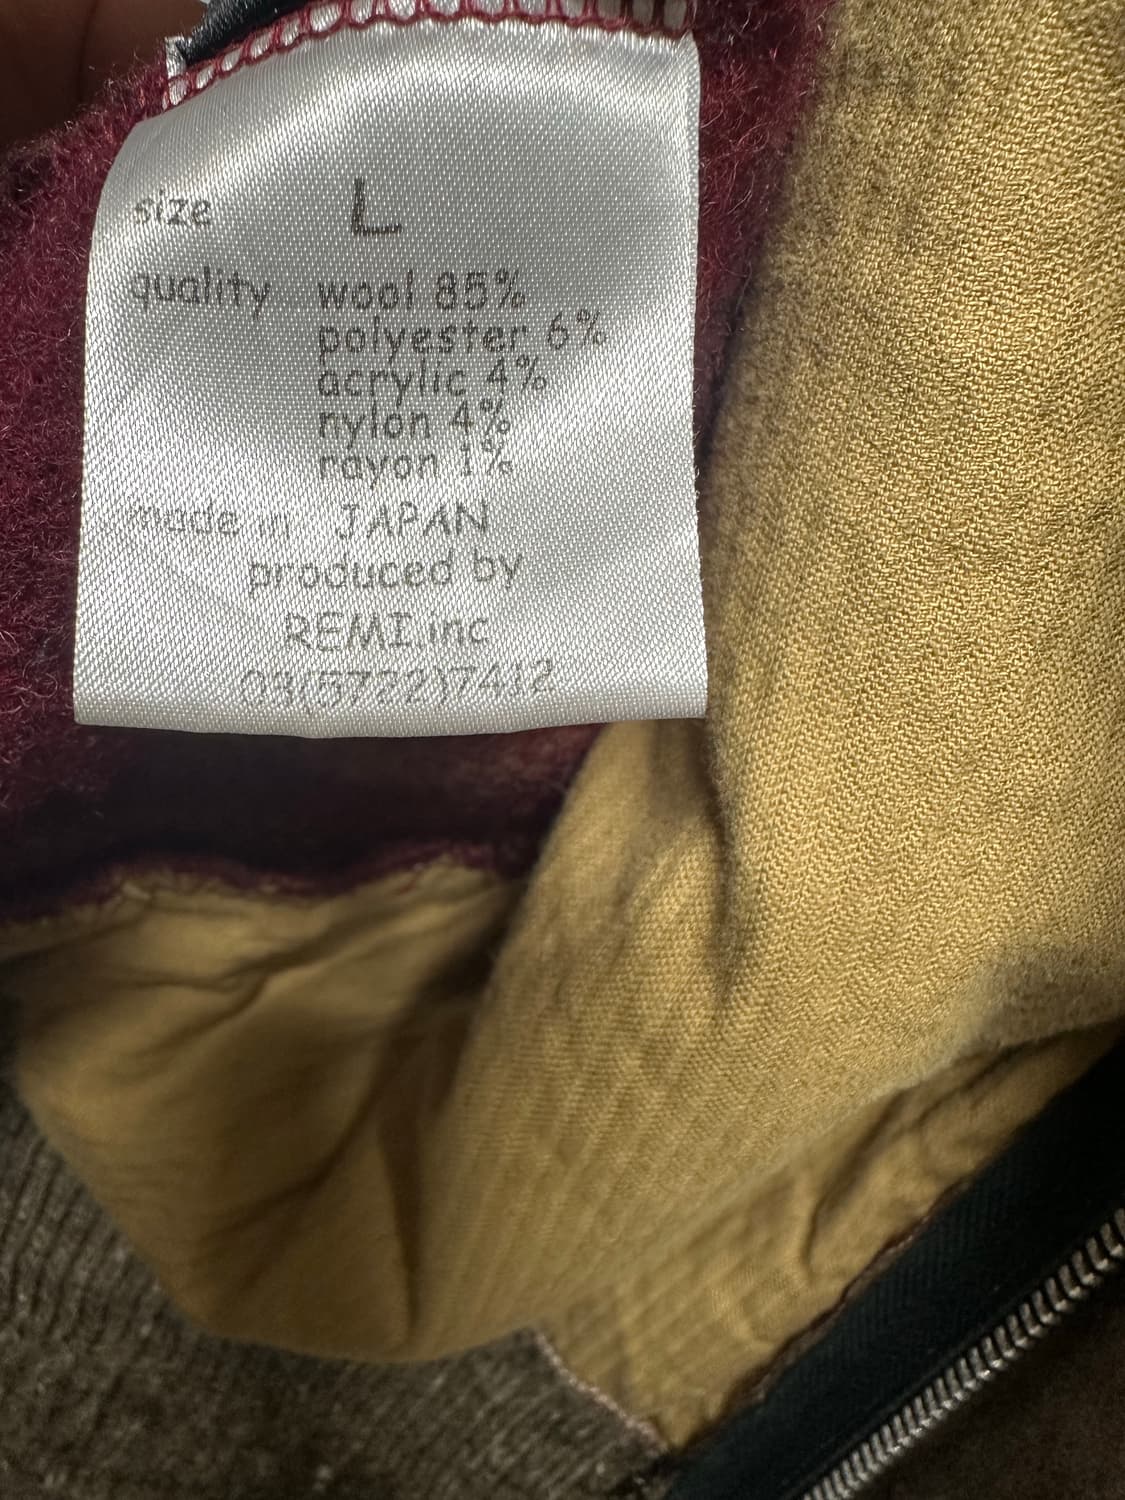 size L
quality wool 85%
polyester 6%
acrylic 4%
nylon 4%
rayon 1%
made in JAPAN
produced by
REMI.inc
03(5722)7412